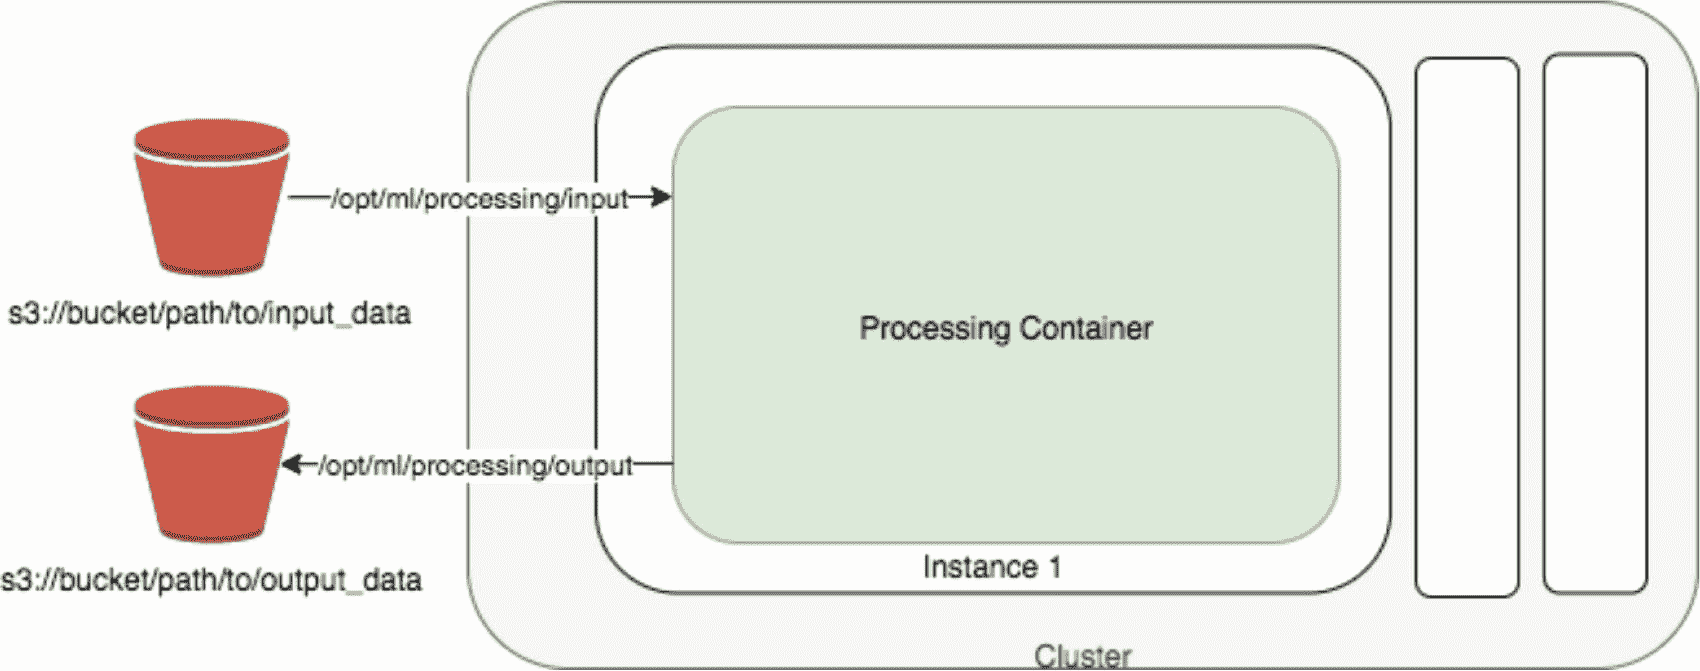 /opt/ml/processing/input
s3://bucket/path/to/input_data
Processing Container
/opt/ml/processing/output
Instance 1
s3://bucket/path/to/output_data
Cluster